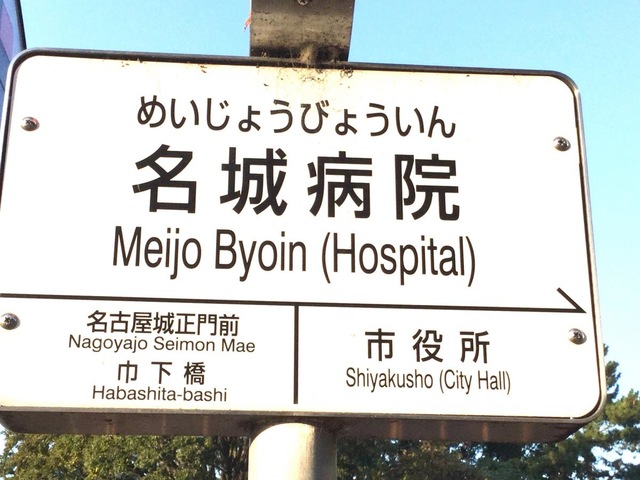 めいじょうびょういん
名城病院
Meijo Byoin (Hospital)
名古屋城正門前
Nagoyajo Seimon Mae
巾下橋
Habashita-bashi
市役所
Shiyakusho (City Hall)